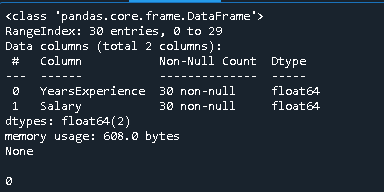 <class 'pandas.core.frame.DataFrame'>
RangeIndex: 30 entries, 0 to 29
Data columns (total 2 columns):
 #   Column           Non-Null Count  Dtype
---  ------           --------------  -----
 0   YearsExperience  30 non-null     float64
 1   Salary           30 non-null     float64
dtypes: float64(2)
memory usage: 608.0 bytes
None
0